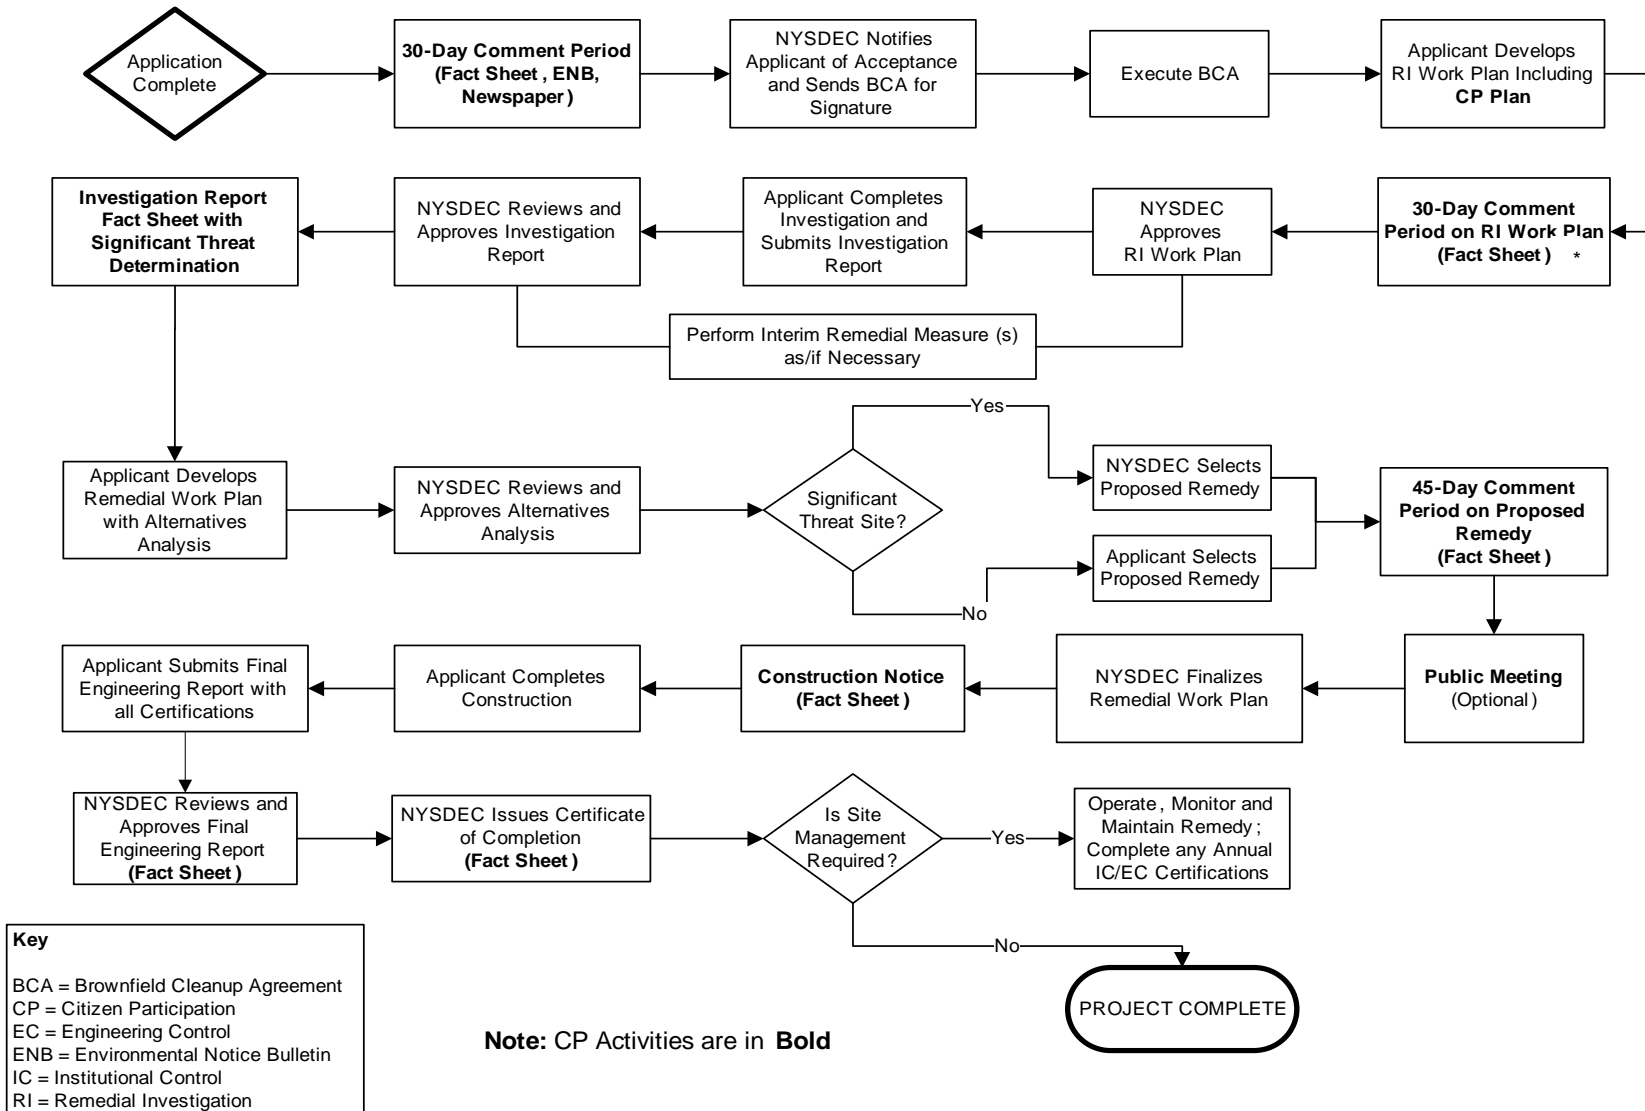 Application
Complete
30-Day Comment Period
(Fact Sheet , ENB,
Newspaper )
NYSDEC Notifies
Applicant of Acceptance
and Sends BCA for
Signature
Execute BCA
Applicant Develops
RI Work Plan Including
CP Plan
Investigation Report
Fact Sheet with
Significant Threat
Determination
NYSDEC Reviews and
Approves Investigation
Report
Applicant Completes
Investigation and
Submits Investigation
Report
NYSDEC
Approves
RI Work Plan
30-Day Comment
Period on RI Work Plan
(Fact Sheet ) *
Perform Interim Remedial Measure (s)
as/if Necessary
Applicant Develops
Remedial Work Plan
with Alternatives
Analysis
NYSDEC Reviews and
Approves Alternatives
Analysis
Significant
Threat Site?
Yes
No
NYSDEC Selects
Proposed Remedy
Applicant Selects
Proposed Remedy
45-Day Comment
Period on Proposed
Remedy
(Fact Sheet )
Applicant Submits Final
Engineering Report with
all Certifications
Applicant Completes
Construction
Construction Notice
(Fact Sheet )
NYSDEC Finalizes
Remedial Work Plan
Public Meeting
(Optional )
NYSDEC Reviews and
Approves Final
Engineering Report
(Fact Sheet )
NYSDEC Issues Certificate
of Completion
(Fact Sheet )
Is Site
Management
Required ?
Yes
Operate , Monitor and
Maintain Remedy ;
Complete any Annual
IC/EC Certifications
No
PROJECT COMPLETE
Key
BCA = Brownfield Cleanup Agreement
CP = Citizen Participation
EC = Engineering Control
ENB = Environmental Notice Bulletin
IC = Institutional Control
RI = Remedial Investigation
Note: CP Activities are in Bold